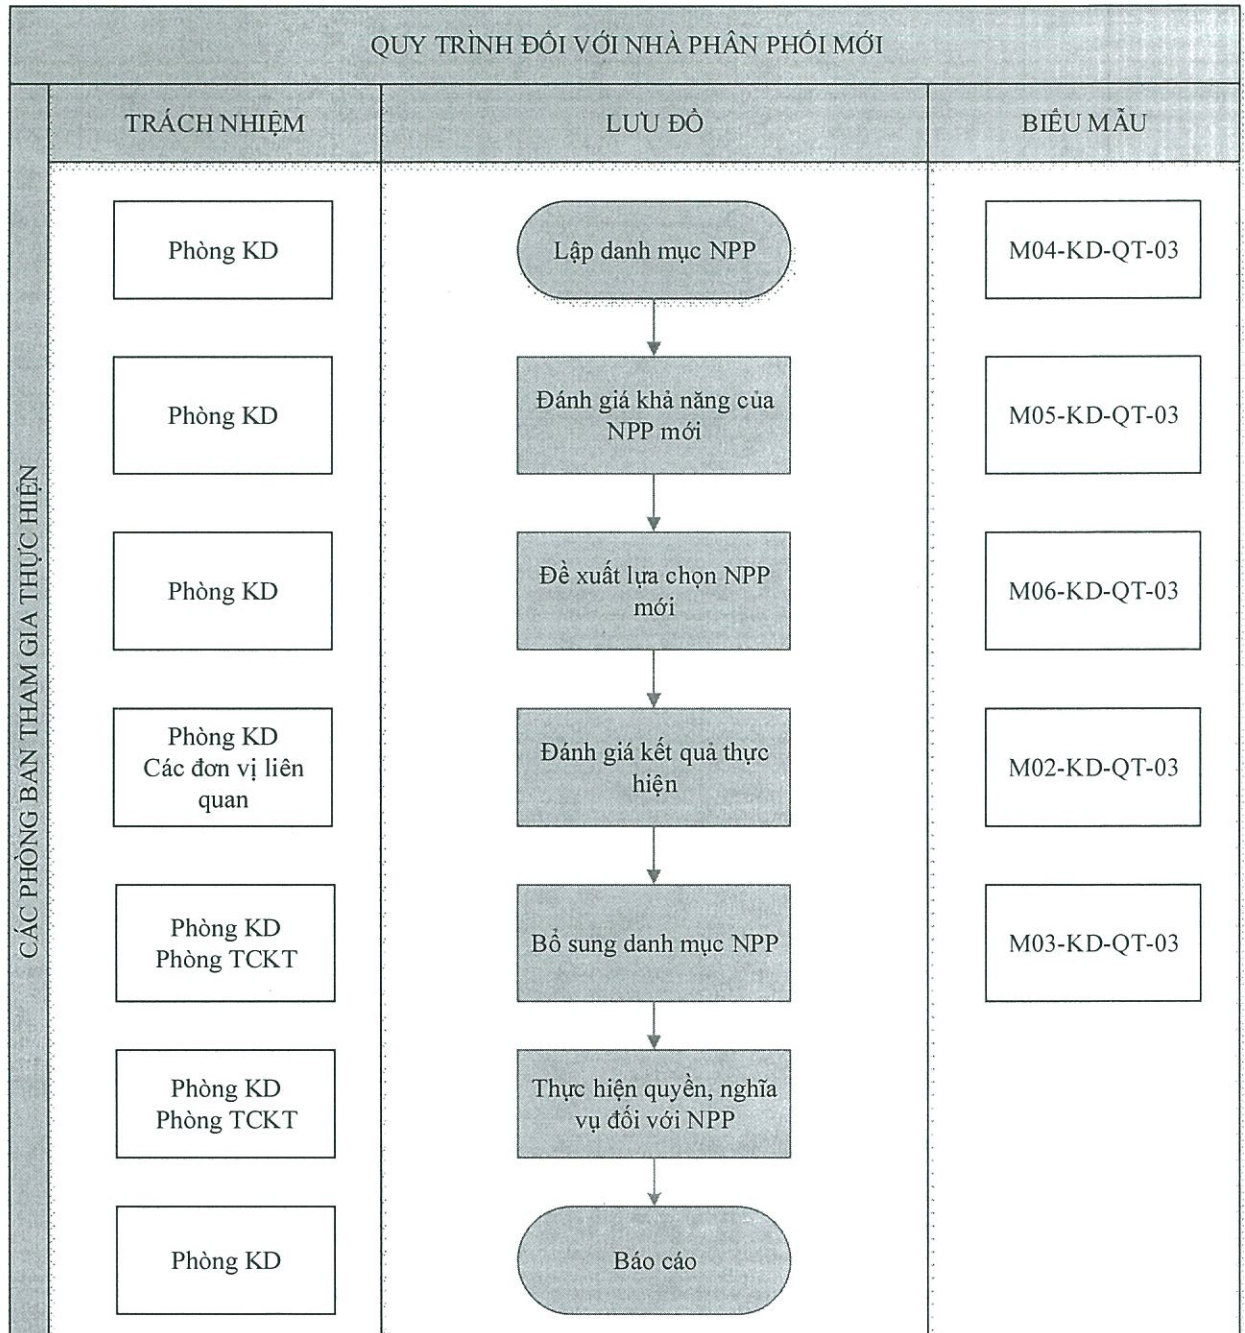 QUY TRÌNH ĐỐI VỚI NHÀ PHÂN PHỐI MỚI
TRÁCH NHIỆM
LƯU ĐỒ
BIỂU MẪU
CÁC PHÒNG BAN THAM GIA THỰC HIỆN
Phòng KD
Lập danh mục NPP
M04-KD-QT-03
Phòng KD
Đánh giá khả năng của
NPP mới
M05-KD-QT-03
Phòng KD
Đề xuất lựa chọn NPP
mới
M06-KD-QT-03
Phòng KD
Các đơn vị liên
quan
Đánh giá kết quả thực
hiện
M02-KD-QT-03
Phòng KD
Phòng TCKT
Bổ sung danh mục NPP
M03-KD-QT-03
Phòng KD
Phòng TCKT
Thực hiện quyền, nghĩa
vụ đối với NPP
Phòng KD
Báo cáo